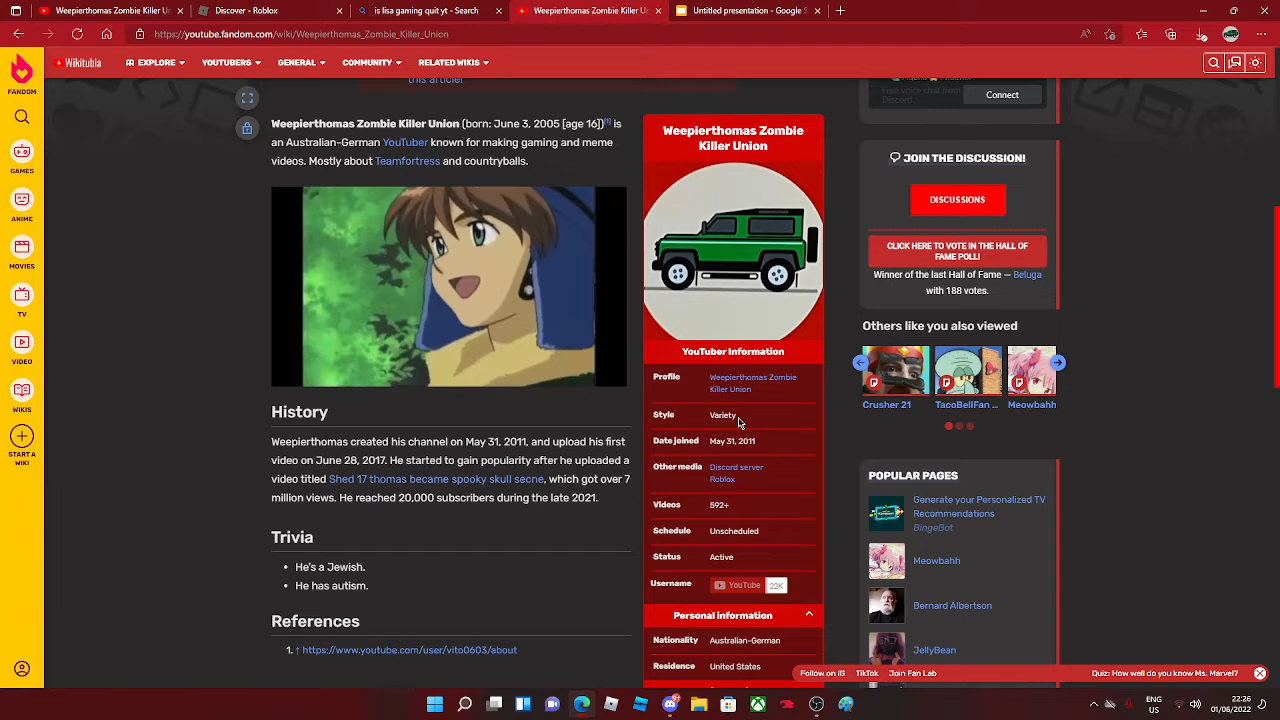 Weepierthomas Zombie Killer U
Discover - Roblox
is lisa gaming quit yt - Search
Weepierthomas Zombie Killer U
Untitled presentation - Google S
https://youtube.fandom.com/wiki/Weepierthomas_Zombie_Killer_Union
Wikitubia
EXPLORE
YOUTUBERS
GENERAL
COMMUNITY
RELATED WIKIS
FANDOM
GAMES
ANIME
MOVIES
TV
VIDEO
WIKIS
START A
WIKI
this article!
Weepierthomas Zombie Killer Union (born: June 3, 2005 [age 16])[1] is
an Australian-German YouTuber known for making gaming and meme
videos. Mostly about Teamfortress and countryballs.
History
Weepierthomas created his channel on May 31, 2011, and upload his first
video on June 28, 2017. He started to gain popularity after he uploaded a
video titled Shed 17 thomas became spooky skull secne, which got over 7
million views. He reached 20,000 subscribers during the late 2021.
Trivia
He's a Jewish.
He has autism.
References
1. ↑ https://www.youtube.com/user/vito0603/about
Weepierthomas Zombie
Killer Union
YouTuber Information
Profile Weepierthomas Zombie
Killer Union
Style Variety
Date joined May 31, 2011
Other media Discord server
Roblox
Videos 592+
Schedule Unscheduled
Status Active
Username YouTube 22K
Personal information
Nationality Australian-German
Residence United States
Free voice-chat from
Discord
Connect
JOIN THE DISCUSSION!
DISCUSSIONS
CLICK HERE TO VOTE IN THE HALL OF
FAME POLL!
Winner of the last Hall of Fame — Beluga
with 188 votes.
Others like you also viewed
Crusher 21
TacoBellFan ...
Meowbahh
POPULAR PAGES
Generate your Personalized TV
Recommendations
BingeBot
Meowbahh
Bernard Albertson
JellyBean
Follow on IG
TikTok
Join Fan Lab
Quiz: How well do you know Ms. Marvel?
9+
ENG
US
22:26
01/06/2022